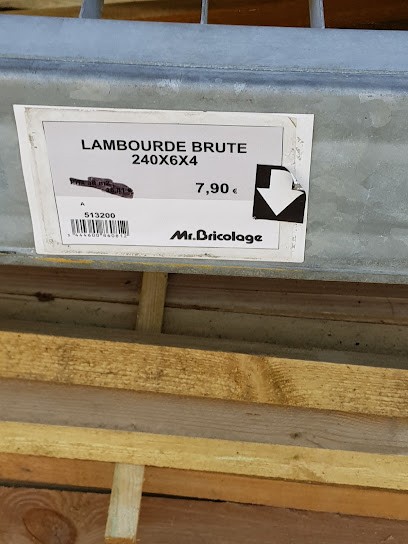 LAMBOURDE BRUTE
240X6X4
7,90 €
A
513200
Mr.Bricolage